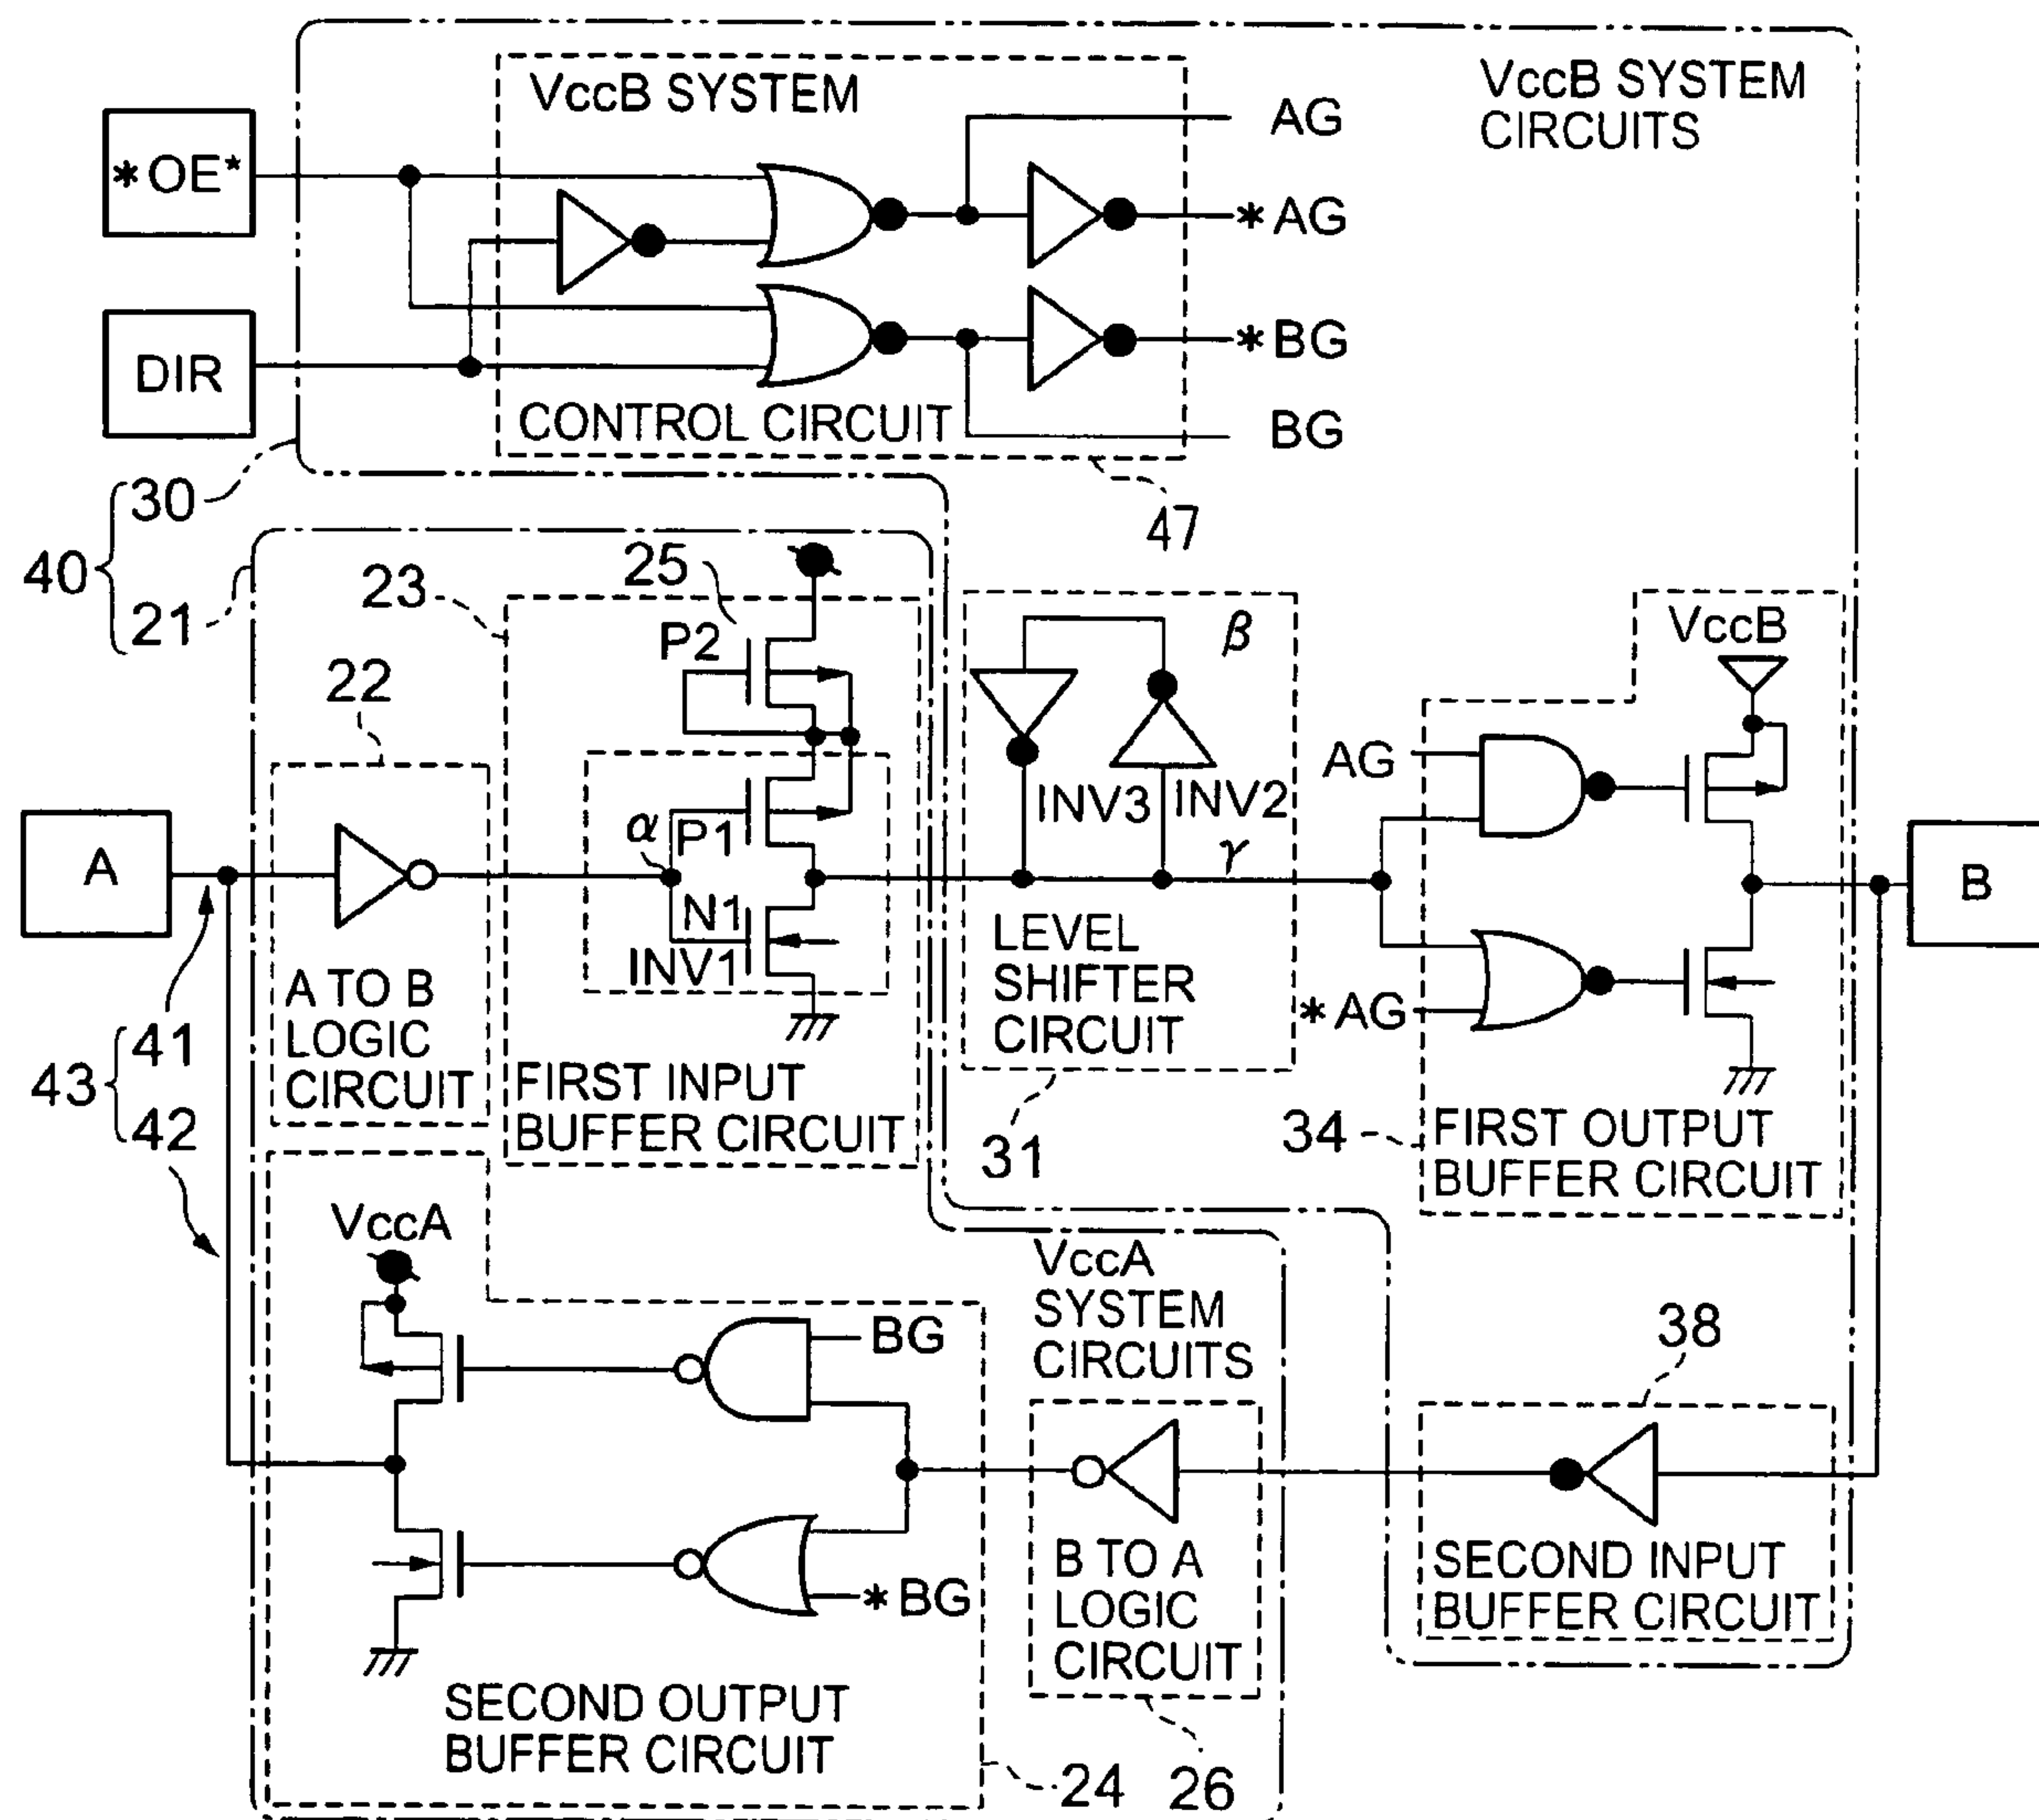 VccB SYSTEM
VccB SYSTEM
CIRCUITS
*OE*
AG
*AG
DIR
*BG
CONTROL CIRCUIT
BG
30
40
21
47
25
23
P2
β
VccB
22
AG
INV3
INV2
α
P1
A
γ
B
N1
INV1
LEVEL
SHIFTER
CIRCUIT
A TO B
LOGIC
CIRCUIT
*AG
41
43
42
FIRST INPUT
BUFFER CIRCUIT
31
34
FIRST OUTPUT
BUFFER CIRCUIT
VccA
VccA
SYSTEM
CIRCUITS
BG
38
B TO A
LOGIC
CIRCUIT
*BG
SECOND INPUT
BUFFER CIRCUIT
SECOND OUTPUT
BUFFER CIRCUIT
24
26